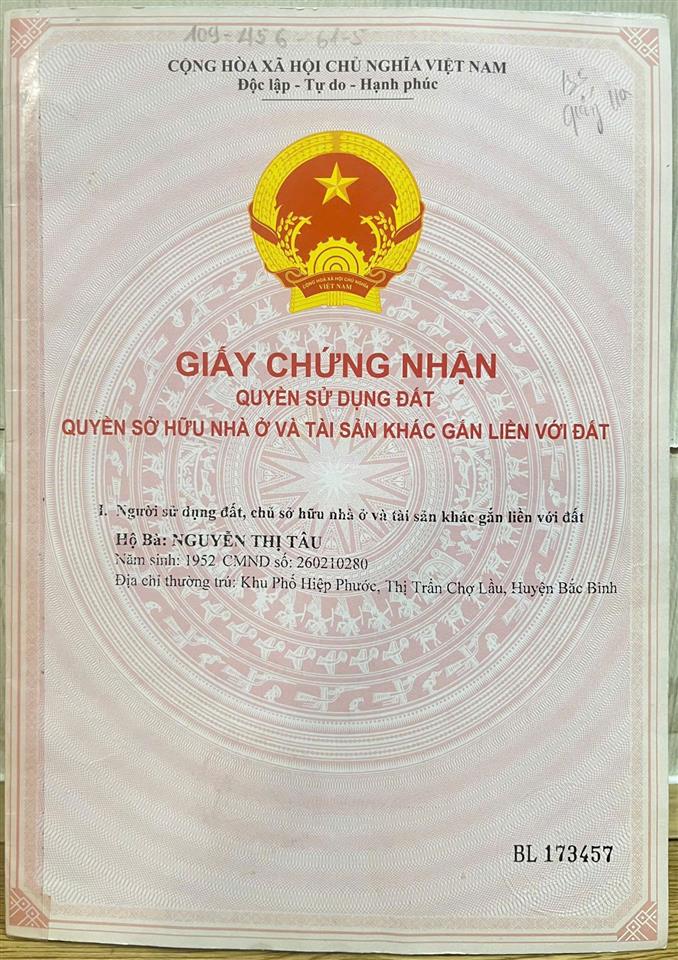 109-456-61-5
CỘNG HÒA XÃ HỘI CHỦ NGHĨA VIỆT NAM
Độc lập - Tự do - Hạnh phúc
giấy
CỘNG HÒA XÃ HỘI CHỦ NGHĨA
VIỆT NAM
GIẤY CHỨNG NHẬN
QUYỀN SỬ DỤNG ĐẤT
QUYỀN SỞ HỮU NHÀ Ở VÀ TÀI SẢN KHÁC GẮN LIỀN VỚI ĐẤT
I. Người sử dụng đất, chủ sở hữu nhà ở và tài sản khác gắn liền với đất
Hộ Bà: NGUYỄN THỊ TÂU
Năm sinh: 1952 CMND số: 260210280
Địa chỉ thường trú: Khu Phố Hiệp Phước, Thị Trấn Chợ Lầu, Huyện Bắc Bình
BL 173457